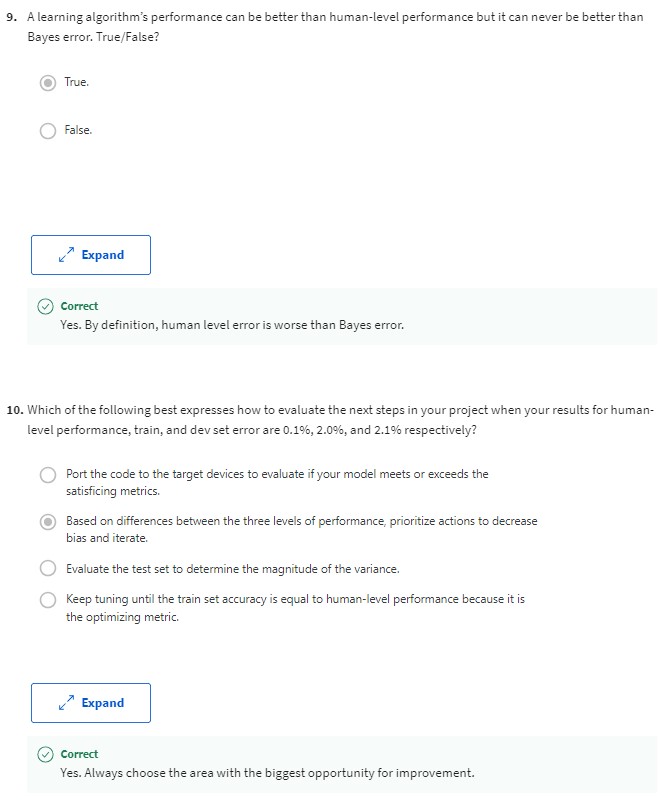 9. A learning algorithm's performance can be better than human-level performance but it can never be better than
Bayes error. True/False?
True.
False.
Expand
Correct
Yes. By definition, human level error is worse than Bayes error.
10. Which of the following best expresses how to evaluate the next steps in your project when your results for human-
level performance, train, and dev set error are 0.1%, 2.0%, and 2.1% respectively?
Port the code to the target devices to evaluate if your model meets or exceeds the
satisficing metrics.
Based on differences between the three levels of performance, prioritize actions to decrease
bias and iterate.
Evaluate the test set to determine the magnitude of the variance.
Keep tuning until the train set accuracy is equal to human-level performance because it is
the optimizing metric.
Expand
Correct
Yes. Always choose the area with the biggest opportunity for improvement.